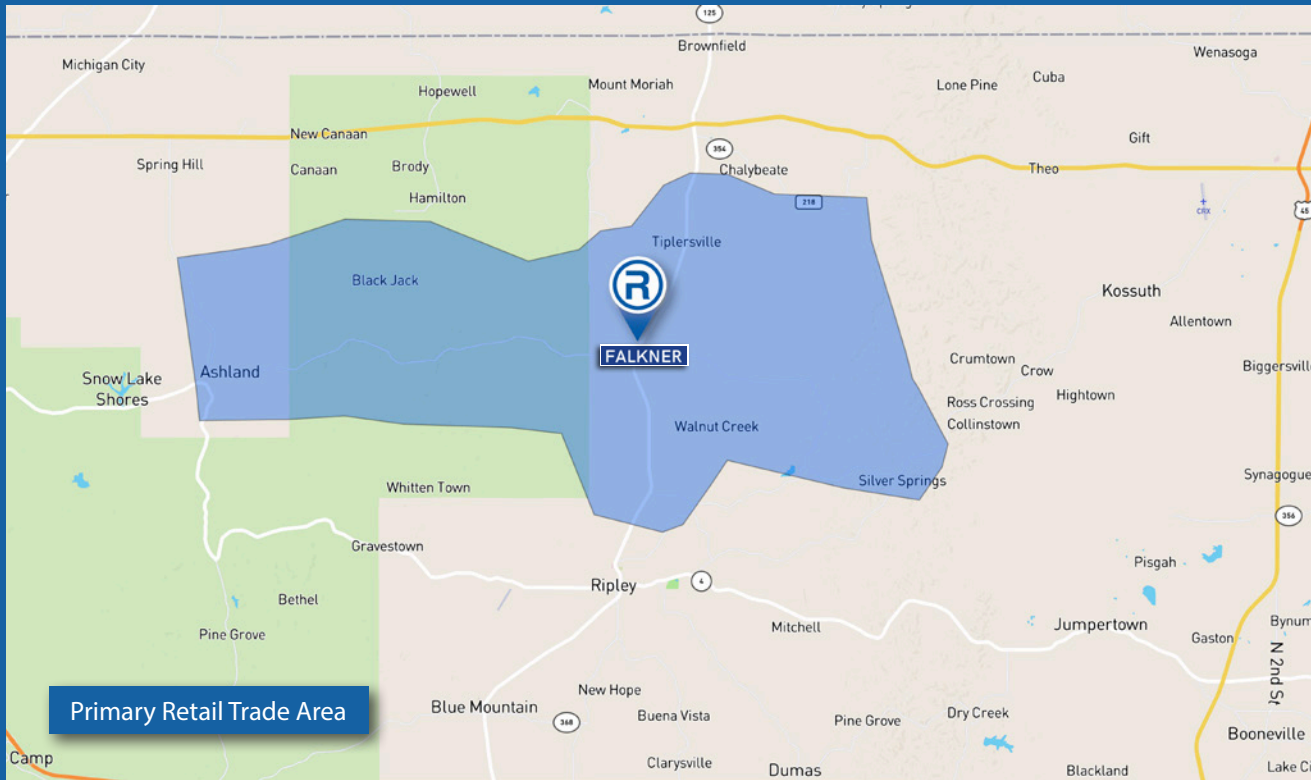 125
Brownfield
Wenasoga
Michigan City
Cuba
Mount Moriah
Lone Pine
Hopewell
New Canaan
Gift
354
Spring Hill
Canaan
Brody
Chalybeate
Theo
Hamilton
218
CRX
45
Tiplersville
Black Jack
R
Kossuth
Allentown
FALKNER
Crumtown
Biggersville
Ashland
Crow
Snow Lake
Shores
Hightown
Ross Crossing
Collinstown
Walnut Creek
Synagogue
Silver Springs
Whitten Town
356
Gravestown
Pisgah
Ripley
4
Bethel
Mitchell
Jumpertown
Bynum
Pine Grove
Gaston
N 2nd St
New Hope
Primary Retail Trade Area
Blue Mountain
368
Buena Vista
Pine Grove
Dry Creek
Booneville
Camp
Clarysville
Dumas
Blackland
Lake C